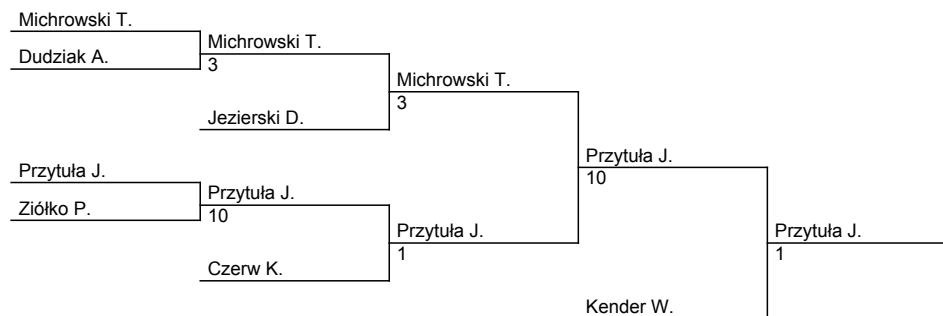 Michrowski T.
Dudziak A.
Michrowski T.
3
Jezierski D.
Michrowski T.
3
Przytuła J.
Ziółko P.
Przytuła J.
10
Czerw K.
Przytuła J.
1
Przytuła J.
10
Kender W.
Przytuła J.
1